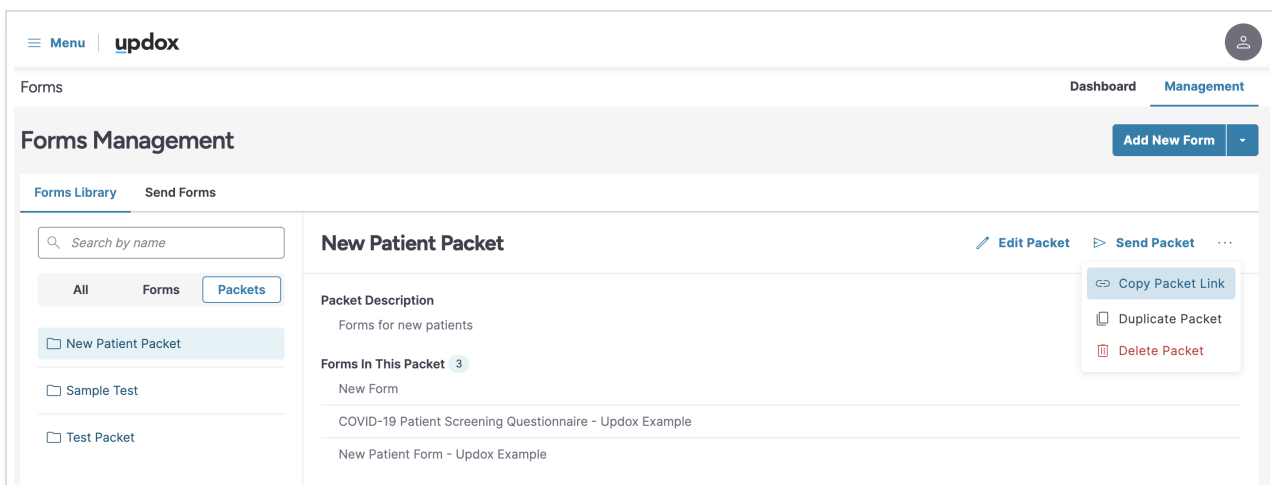 Menu updox
Forms Dashboard Management
Forms Management Add New Form
Forms Library Send Forms
Search by name
All Forms Packets
New Patient Packet
Sample Test
Test Packet
New Patient Packet Edit Packet Send Packet ...
Copy Packet Link
Duplicate Packet
Delete Packet
Packet Description
Forms for new patients
Forms In This Packet 3
New Form
COVID-19 Patient Screening Questionnaire - Updox Example
New Patient Form - Updox Example